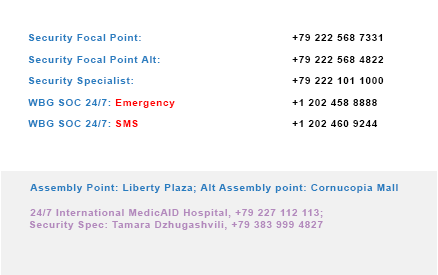 Security Focal Point: +79 222 568 7331
Security Focal Point Alt: +79 222 568 4822
Security Specialist: +79 222 101 1000
WBG SOC 24/7: Emergency +1 202 458 8888
WBG SOC 24/7: SMS +1 202 460 9244
Assembly Point: Liberty Plaza; Alt Assembly point: Cornucopia Mall
24/7 International MedicAID Hospital, +79 227 112 113;
Security Spec: Tamara Dzhugashvili, +79 383 999 4827